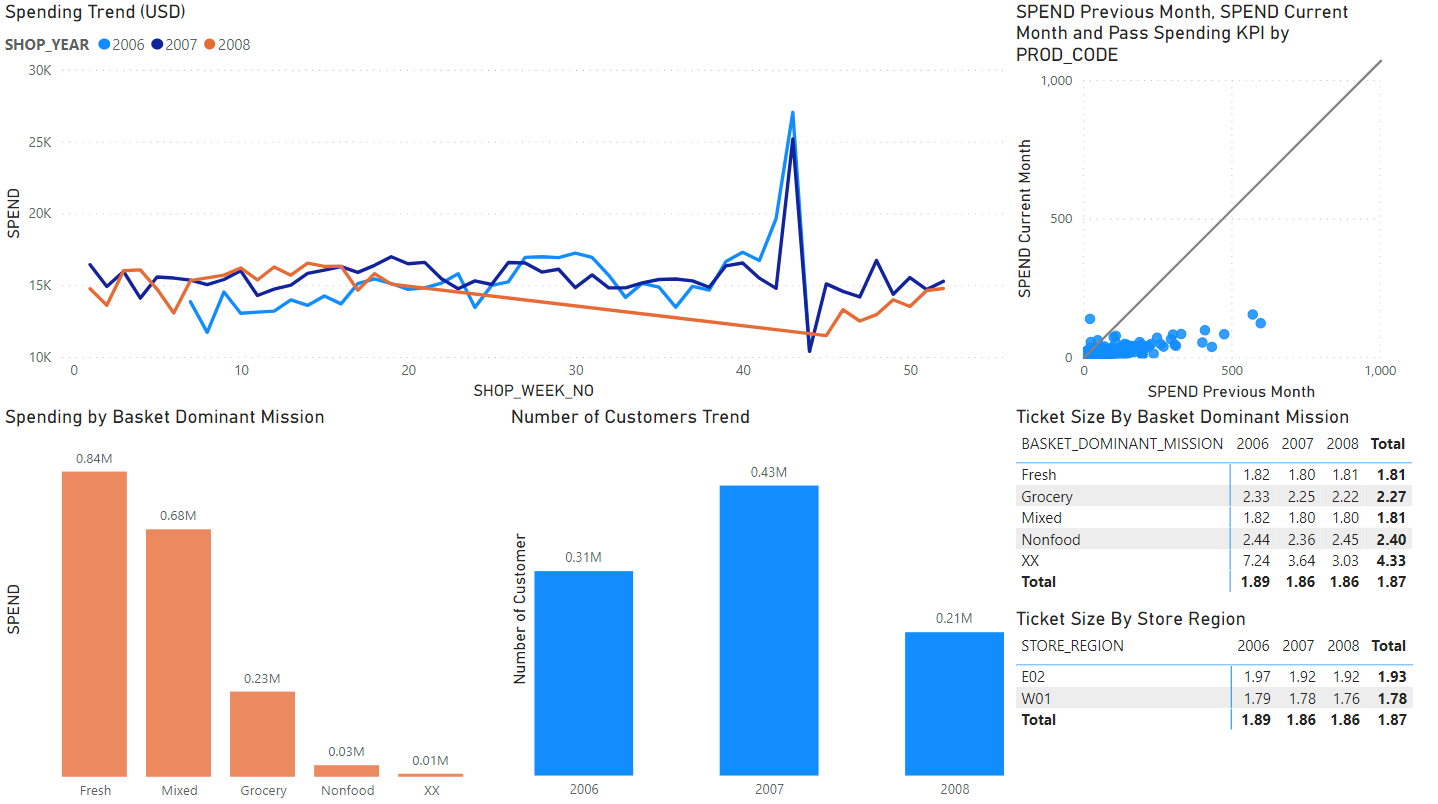 Spending Trend (USD)
SHOP_YEAR 2006 2007 2008
30K
25K
20K
15K
10K
SPEND
0 10 20 30 40 50
SHOP_WEEK_NO
SPEND Previous Month, SPEND Current
Month and Pass Spending KPI by
PROD_CODE
1,000
500
0
SPEND Current Month
0 500 1,000
SPEND Previous Month
Spending by Basket Dominant Mission
SPEND
0.84M
0.68M
0.23M
0.03M
0.01M
Fresh Mixed Grocery Nonfood XX
Number of Customers Trend
Number of Customer
0.31M
0.43M
0.21M
2006 2007 2008
Ticket Size By Basket Dominant Mission
BASKET_DOMINANT_MISSION 2006 2007 2008 Total
Fresh 1.82 1.80 1.81 1.81
Grocery 2.33 2.25 2.22 2.27
Mixed 1.82 1.80 1.80 1.81
Nonfood 2.44 2.36 2.45 2.40
XX 7.24 3.64 3.03 4.33
Total 1.89 1.86 1.86 1.87
Ticket Size By Store Region
STORE_REGION 2006 2007 2008 Total
E02 1.97 1.92 1.92 1.93
W01 1.79 1.78 1.76 1.78
Total 1.89 1.86 1.86 1.87